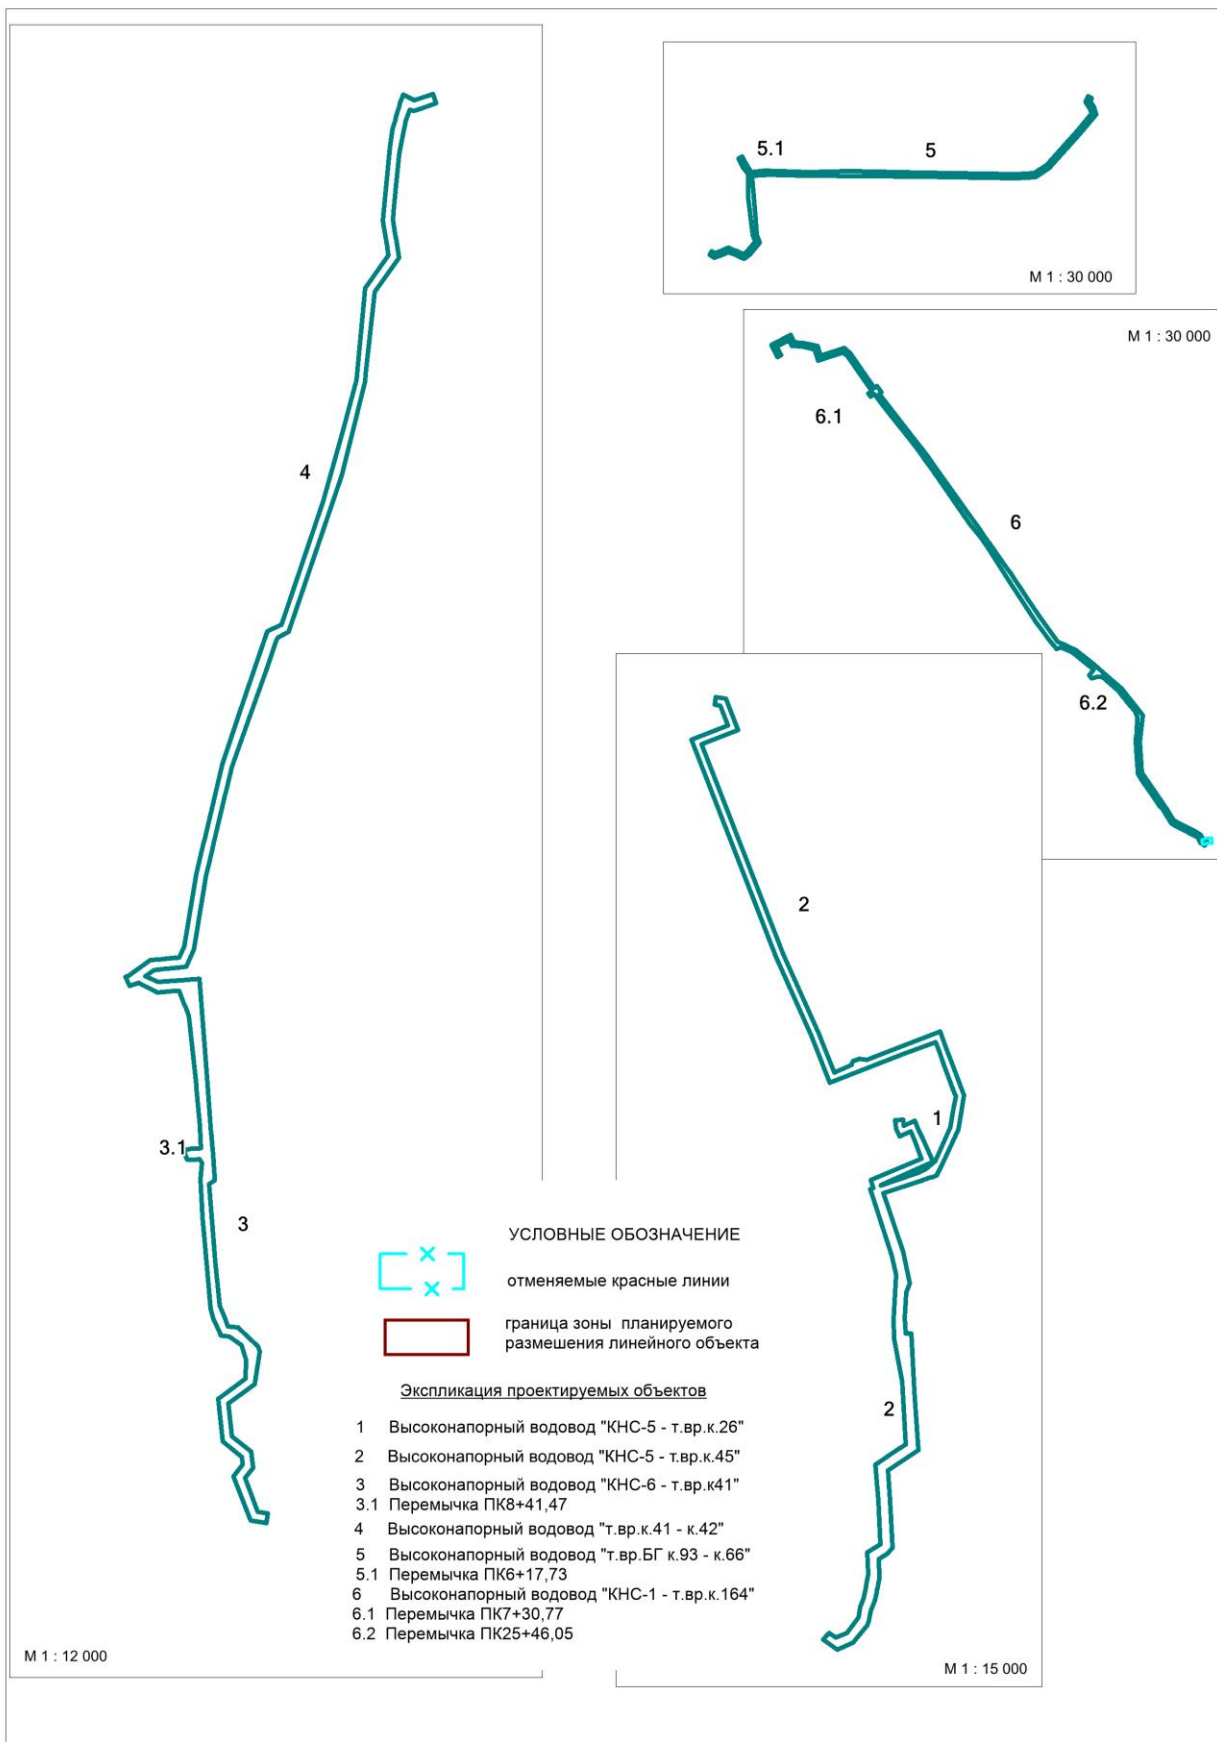 5.1
5
М 1 : 30 000
М 1 : 30 000
6.1
4
6
6.2
2
1
3.1
3
УСЛОВНЫЕ ОБОЗНАЧЕНИЕ
отменяемые красные линии
граница зоны планируемого
размешения линейного объекта
2
Экспликация проектируемых объектов
1 Высоконапорный водовод "КНС-5 - т.вр.к.26"
2 Высоконапорный водовод "КНС-5 - т.вр.к.45"
3 Высоконапорный водовод "КНС-6 - т.вр.к41"
3.1 Перемычка ПК8+41,47
4 Высоконапорный водовод "т.вр.к.41 - к.42"
5 Высоконапорный водовод "т.вр.БГ к.93 - к.66"
5.1 Перемычка ПК6+17,73
6 Высоконапорный водовод "КНС-1 - т.вр.к.164"
6.1 Перемычка ПК7+30,77
6.2 Перемычка ПК25+46,05
М 1 : 12 000
М 1 : 15 000